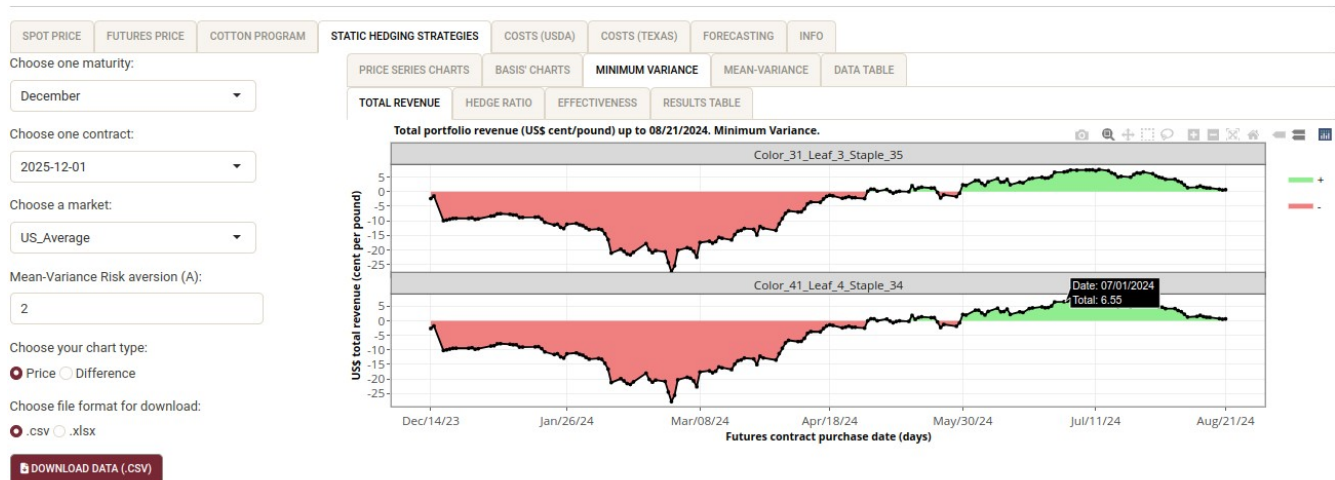 SPOT PRICE FUTURES PRICE COTTON PROGRAM STATIC HEDGING STRATEGIES COSTS (USDA) COSTS (TEXAS) FORECASTING INFO
Choose one maturity:
December
Choose one contract:
2025-12-01
Choose a market:
US_Average
Mean-Variance Risk aversion (A):
2
Choose your chart type:
Price Difference
Choose file format for download:
.csv .xlsx
DOWNLOAD DATA (.CSV)
PRICE SERIES CHARTS BASIS' CHARTS MINIMUM VARIANCE MEAN-VARIANCE DATA TABLE
TOTAL REVENUE HEDGE RATIO EFFECTIVENESS RESULTS TABLE
Total portfolio revenue (US$ cent/pound) up to 08/21/2024. Minimum Variance.
US$ total revenue (cent per pound)
Color_31_Leaf_3_Staple_35
5
0
-5
-10
-15
-20
-25
Color_41_Leaf_4_Staple_34
Date: 07/01/2024
Total: 6.55
5
0
-5
-10
-15
-20
-25
Dec/14/23 Jan/26/24 Mar/08/24 Apr/18/24 May/30/24 Jul/11/24 Aug/21/24
Futures contract purchase date (days)
+
-